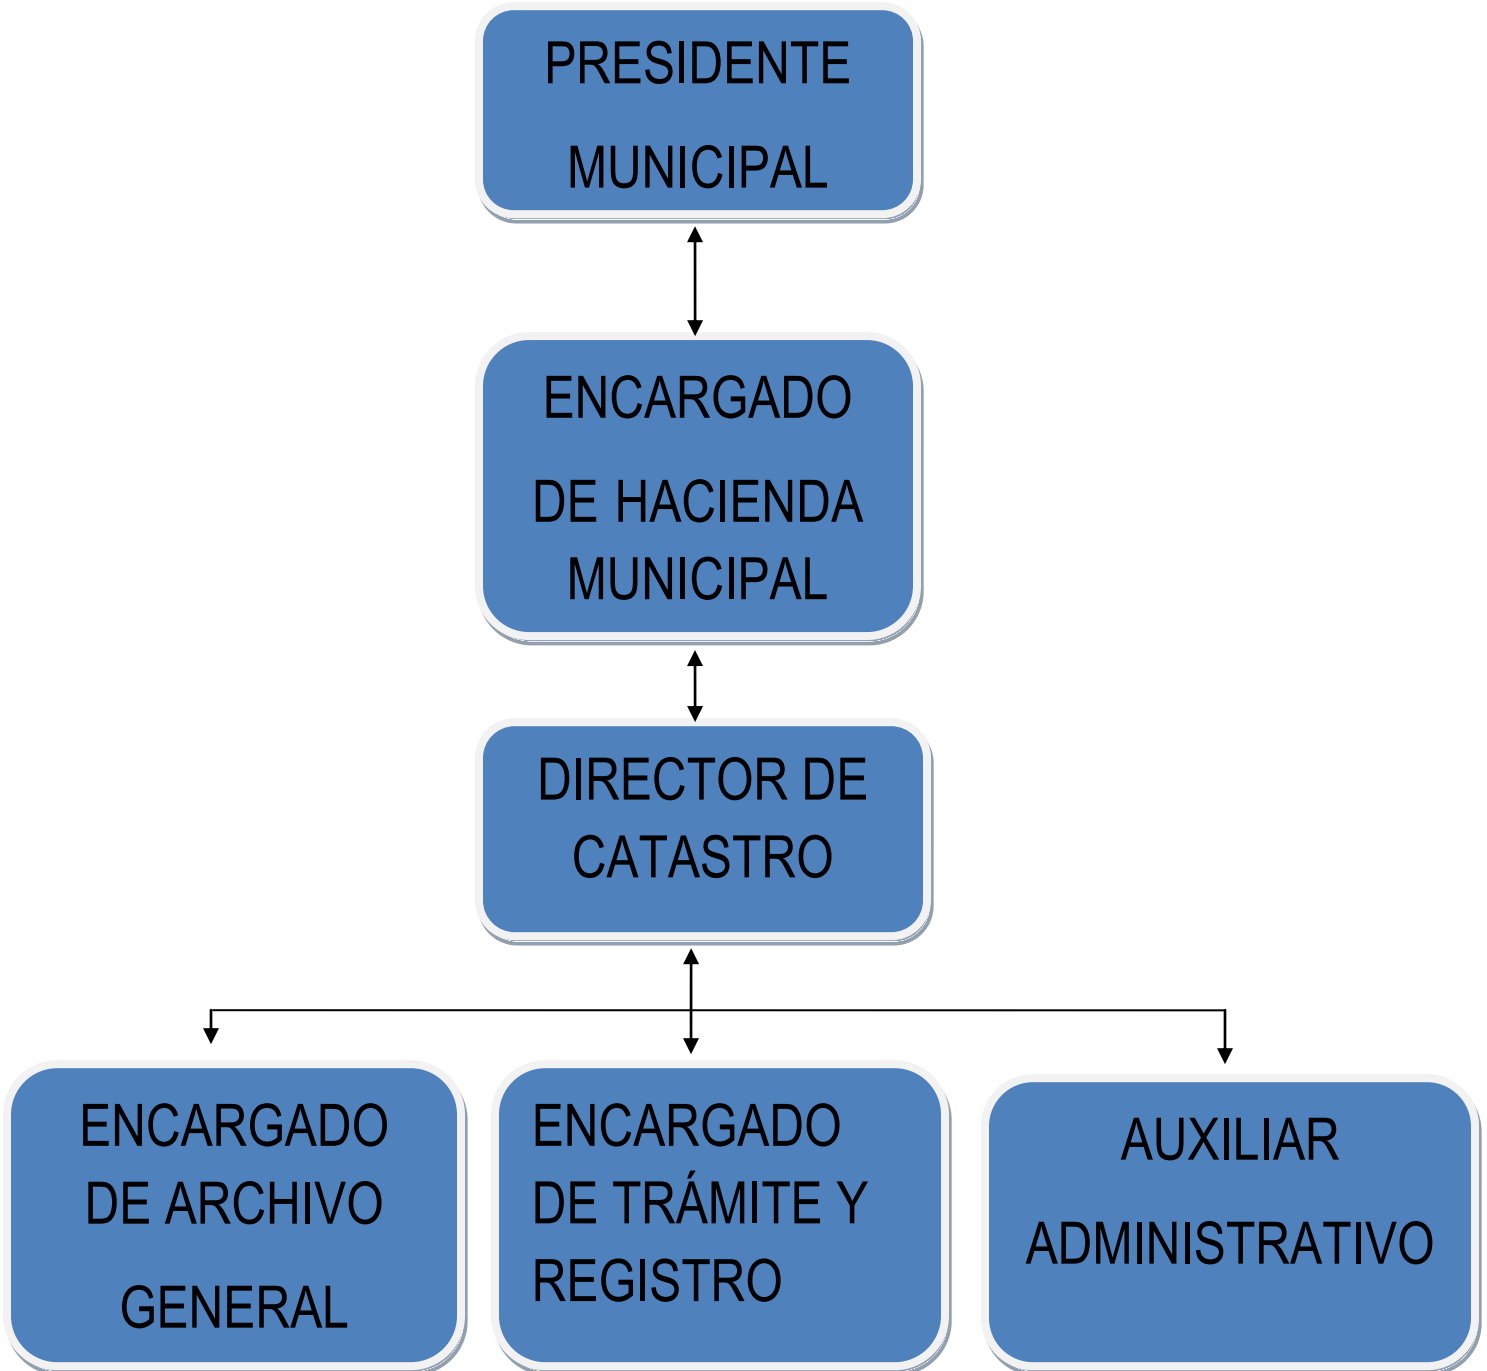 PRESIDENTE
MUNICIPAL
ENCARGADO
DE HACIENDA
MUNICIPAL
DIRECTOR DE
CATASTRO
ENCARGADO
DE ARCHIVO
GENERAL
ENCARGADO
DE TRÁMITE Y
REGISTRO
AUXILIAR
ADMINISTRATIVO